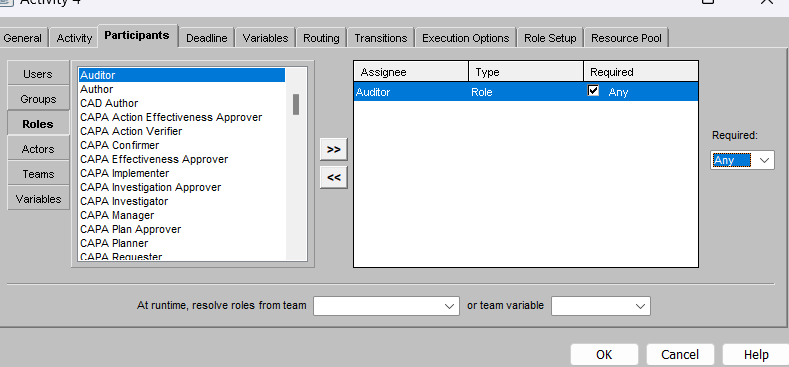 Activity 4
General Activity Participants Deadline Variables Routing Transitions Execution Options Role Setup Resource Pool
Users
Groups
Roles
Actors
Teams
Variables
Auditor
Author
CAD Author
CAPA Action Effectiveness Approver
CAPA Action Verifier
CAPA Confirmer
CAPA Effectiveness Approver
CAPA Implementer
CAPA Investigation Approver
CAPA Investigator
CAPA Manager
CAPA Plan Approver
CAPA Planner
CAPA Requester
>>
<<
Assignee Type Required
Auditor Role Any
Required:
Any
At runtime, resolve roles from team or team variable
OK Cancel Help